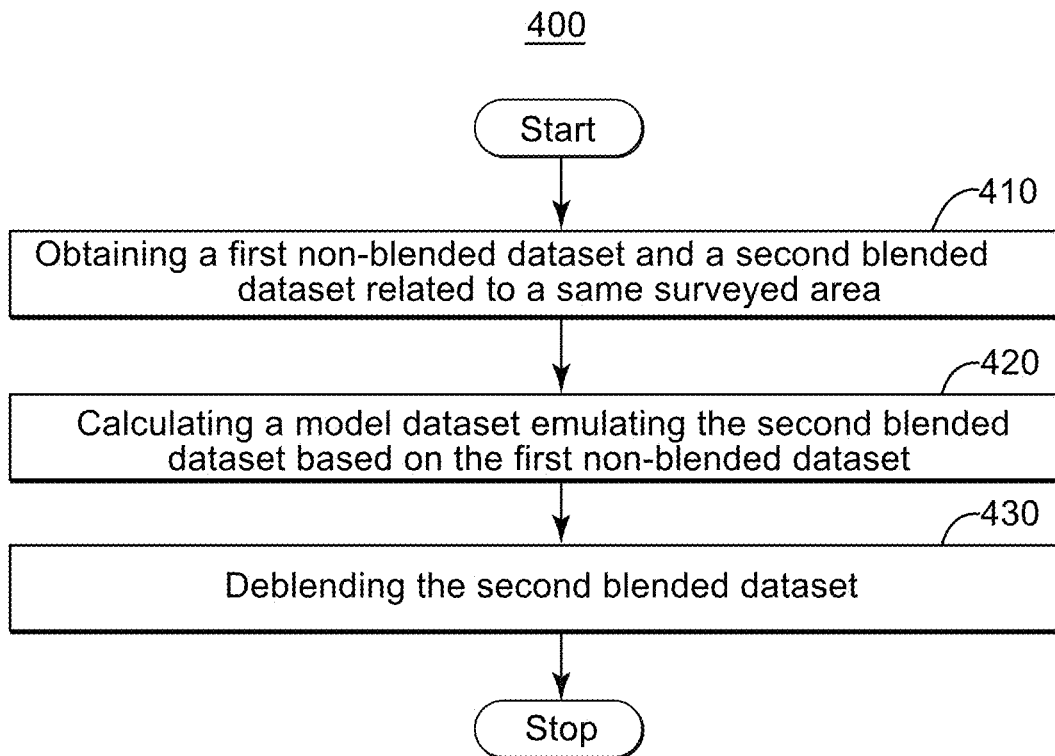 400
Start
410
Obtaining a first non-blended dataset and a second blended
dataset related to a same surveyed area
420
Calculating a model dataset emulating the second blended
dataset based on the first non-blended dataset
430
Deblending the second blended dataset
Stop